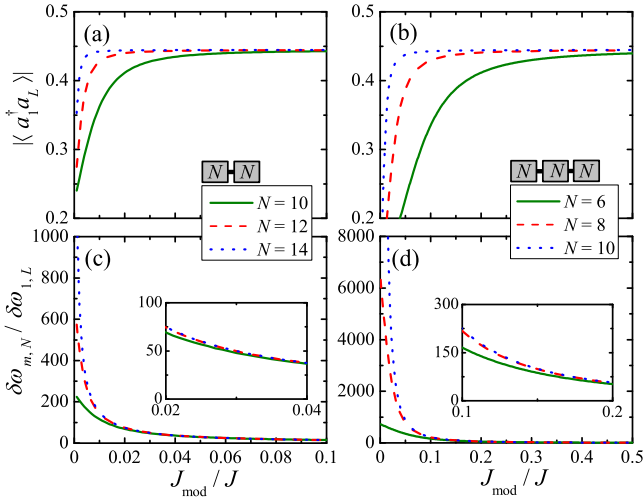 (a)
(b)
0.5
0.4
0.3
0.2
|⟨ a₁† a_L ⟩|
0.5
0.4
0.3
0.2
N N
N = 10
N = 12
N = 14
N N N
N = 6
N = 8
N = 10
(c)
(d)
1000
800
600
400
200
0
δω_{m,N} / δω_{1,L}
100
50
0
0.02
0.04
0
0.02
0.04
0.06
0.08
0.1
J_mod / J
8000
6000
4000
2000
0
300
225
150
75
0
0.1
0.2
0
0.1
0.2
0.3
0.4
0.5
J_mod / J